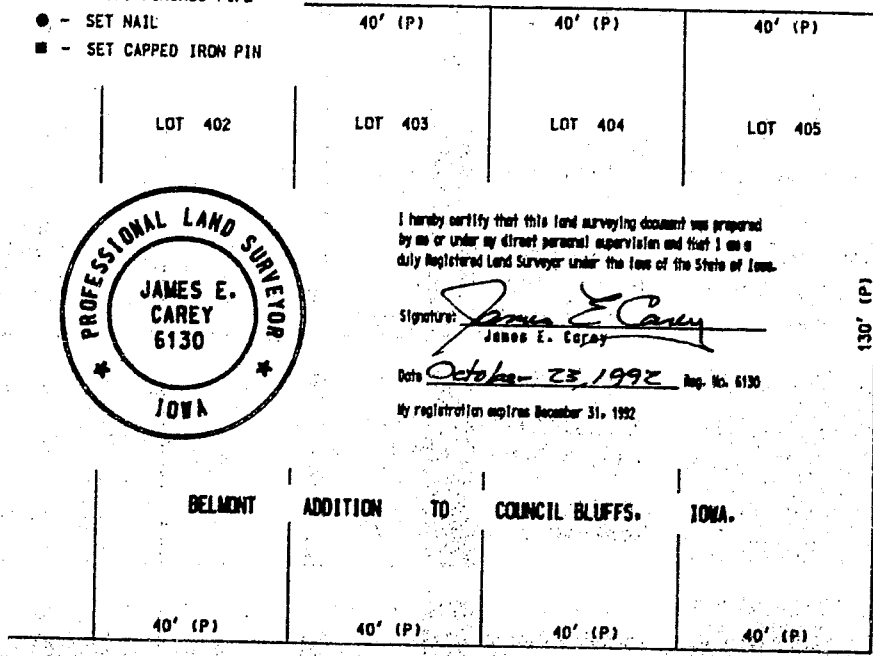 ● - SET NAIL
■ - SET CAPPED IRON PIN
40' (P) 40' (P) 40' (P)
LOT 402 LOT 403 LOT 404 LOT 405
PROFESSIONAL LAND SURVEYOR
JAMES E.
CAREY
6130
IOWA
I hereby certify that this land surveying document was prepared
by me or under my direct personal supervision and that I am a
duly Registered Land Surveyor under the laws of the State of Iowa.
Signature: James E Carey
James E. Carey
Date October 23, 1992 Reg. No. 6130
My registration expires December 31, 1992
130' (P)
BELMONT ADDITION TO COUNCIL BLUFFS, IOWA.
40' (P) 40' (P) 40' (P) 40' (P)